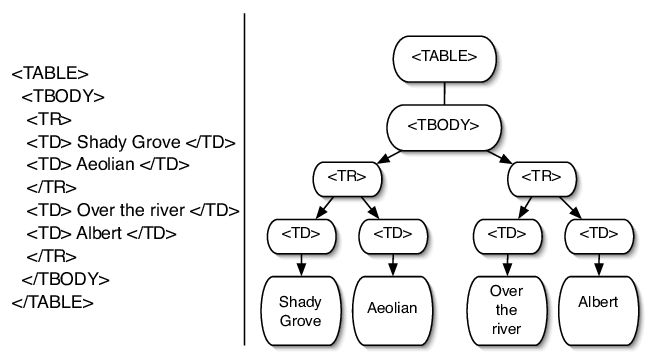 <TABLE>
<TBODY>
<TR>
<TD> Shady Grove </TD>
<TD> Aeolian </TD>
</TR>
<TD> Over the river </TD>
<TD> Albert </TD>
</TR>
</TBODY>
</TABLE>
<TABLE>
<TBODY>
<TR> <TR>
<TD> <TD> <TD> <TD>
Shady
Grove
Aeolian
Over
the
river
Albert